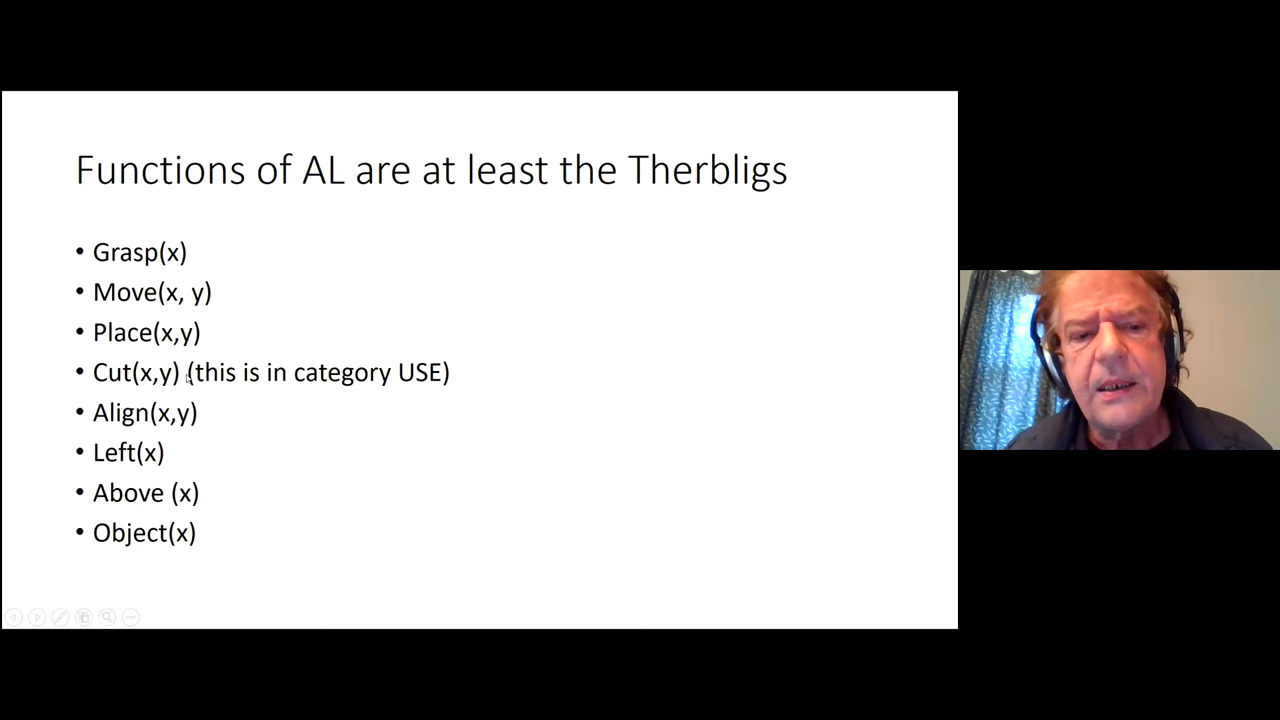 Functions of AL are at least the Therbligs
• Grasp(x)
• Move(x, y)
• Place(x,y)
• Cut(x,y) (this is in category USE)
• Align(x,y)
• Left(x)
• Above (x)
• Object(x)